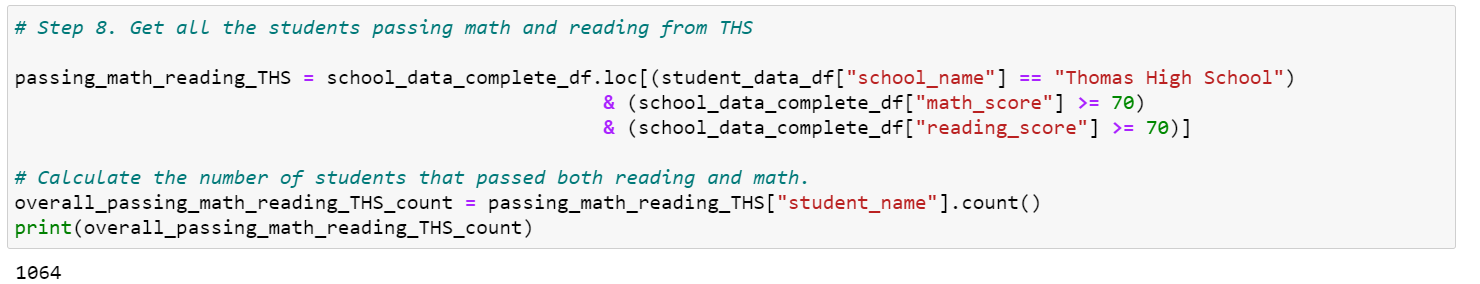 # Step 8. Get all the students passing math and reading from THS
passing_math_reading_THS = school_data_complete_df.loc[(student_data_df["school_name"] == "Thomas High School")
& (school_data_complete_df["math_score"] >= 70)
& (school_data_complete_df["reading_score"] >= 70)]
# Calculate the number of students that passed both reading and math.
overall_passing_math_reading_THS_count = passing_math_reading_THS["student_name"].count()
print(overall_passing_math_reading_THS_count)
1064